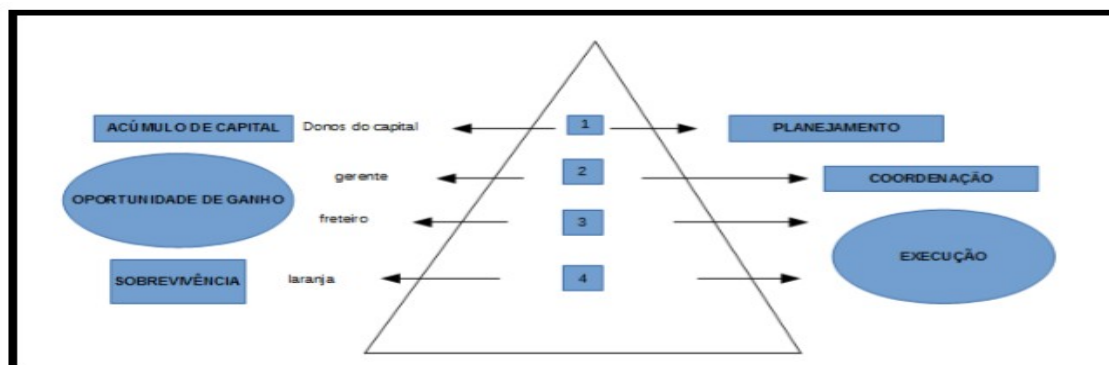 ACÚMULO DE CAPITAL Donos do capital 1 PLANEJAMENTO
gerente 2 COORDENAÇÃO
OPORTUNIDADE DE GANHO
freteiro 3
EXECUÇÃO
SOBREVIVÊNCIA laranja 4